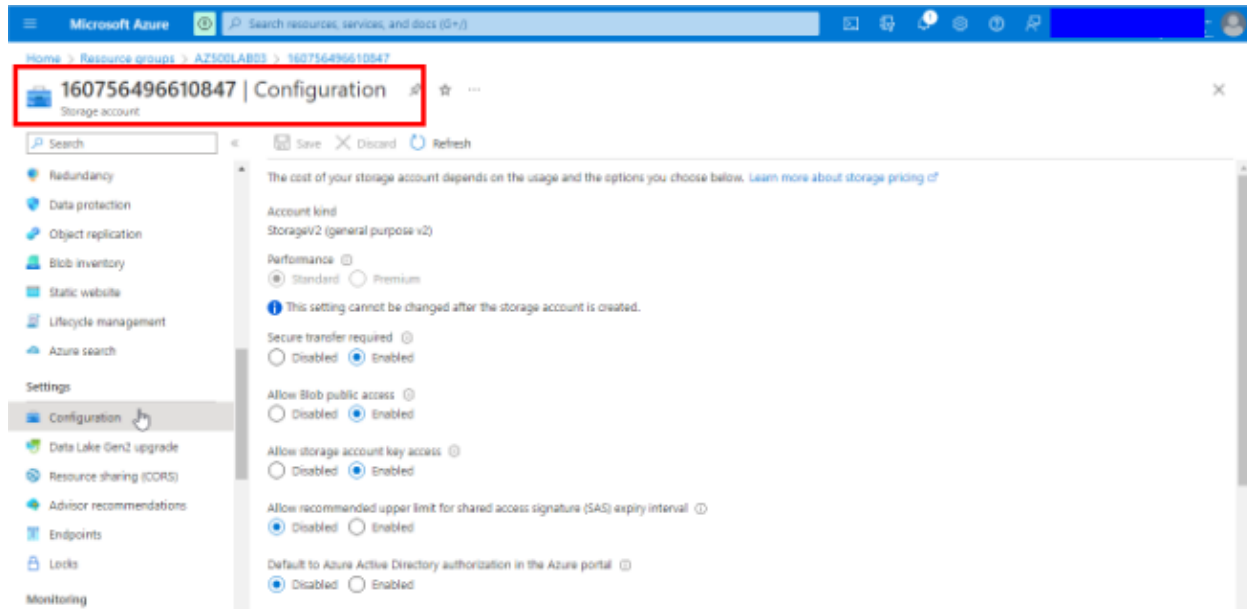 Microsoft Azure
Search resources, services, and docs (G+/)
Home > Resource groups > AZ500LAB03 > 160756496610847
160756496610847 | Configuration
Storage account
Search
Save Discard Refresh
Redundancy
Data protection
Object replication
Blob inventory
Static website
Lifecycle management
Azure search
Settings
Configuration
Data Lake Gen2 upgrade
Resource sharing (CORS)
Advisor recommendations
Endpoints
Locks
Monitoring
The cost of your storage account depends on the usage and the options you choose below. Learn more about storage pricing
Account kind
StorageV2 (general purpose v2)
Performance
Standard Premium
This setting cannot be changed after the storage account is created.
Secure transfer required
Disabled Enabled
Allow Blob public access
Disabled Enabled
Allow storage account key access
Disabled Enabled
Allow recommended upper limit for shared access signature (SAS) expiry interval
Disabled Enabled
Default to Azure Active Directory authorization in the Azure portal
Disabled Enabled